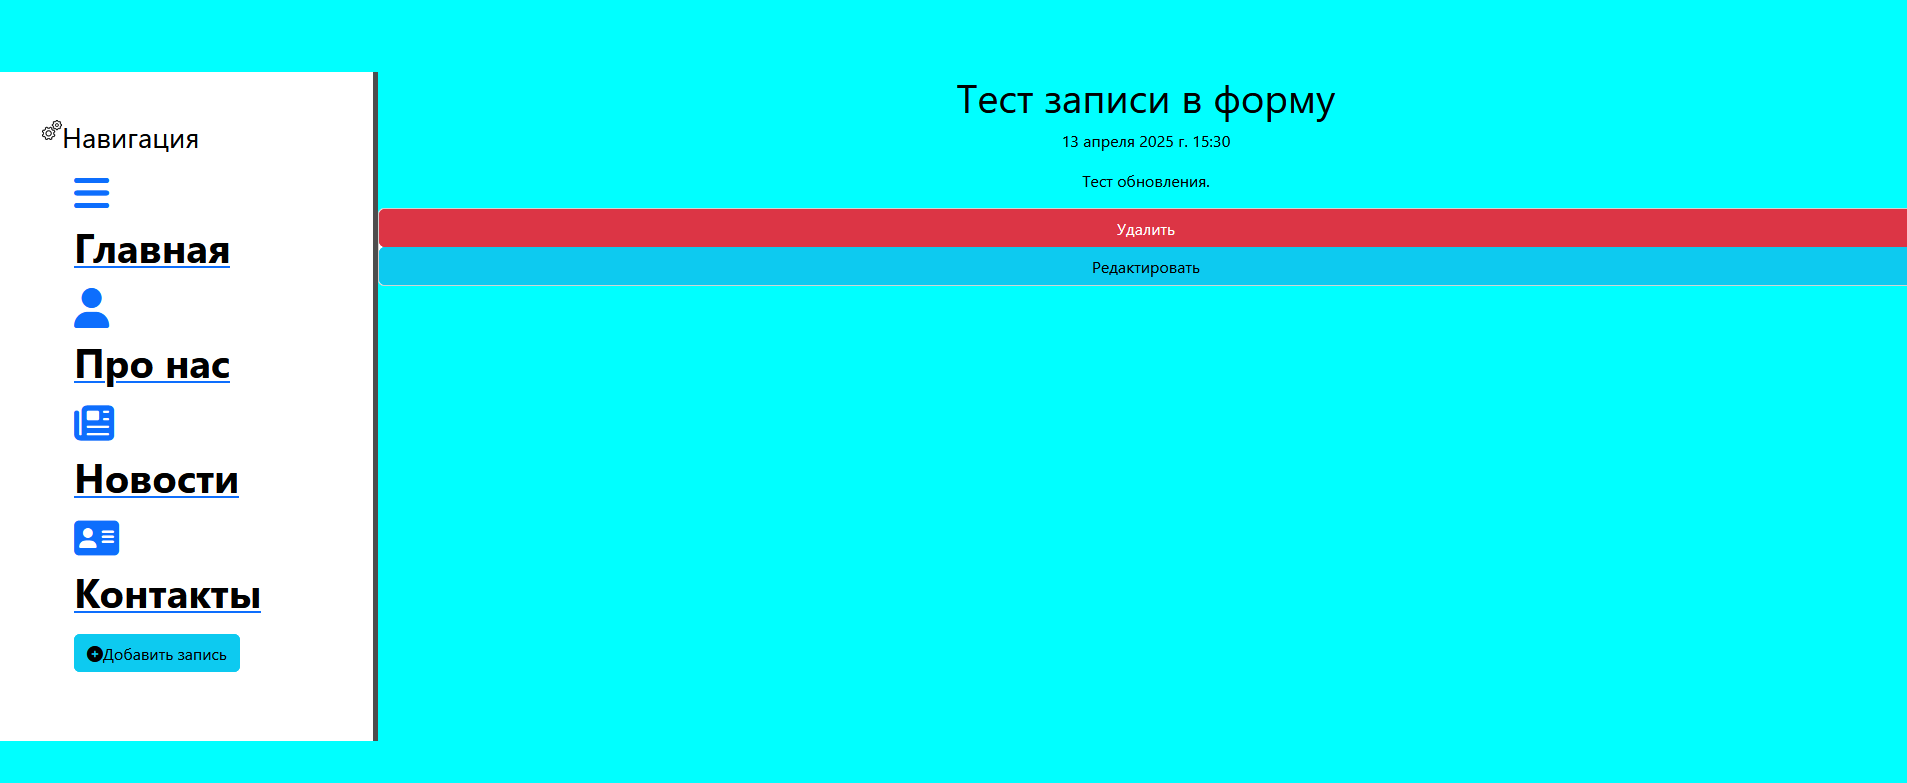 Навигация
Главная
Про нас
Новости
Контакты
Добавить запись
Тест записи в форму
13 апреля 2025 г. 15:30
Тест обновления.
Удалить
Редактировать